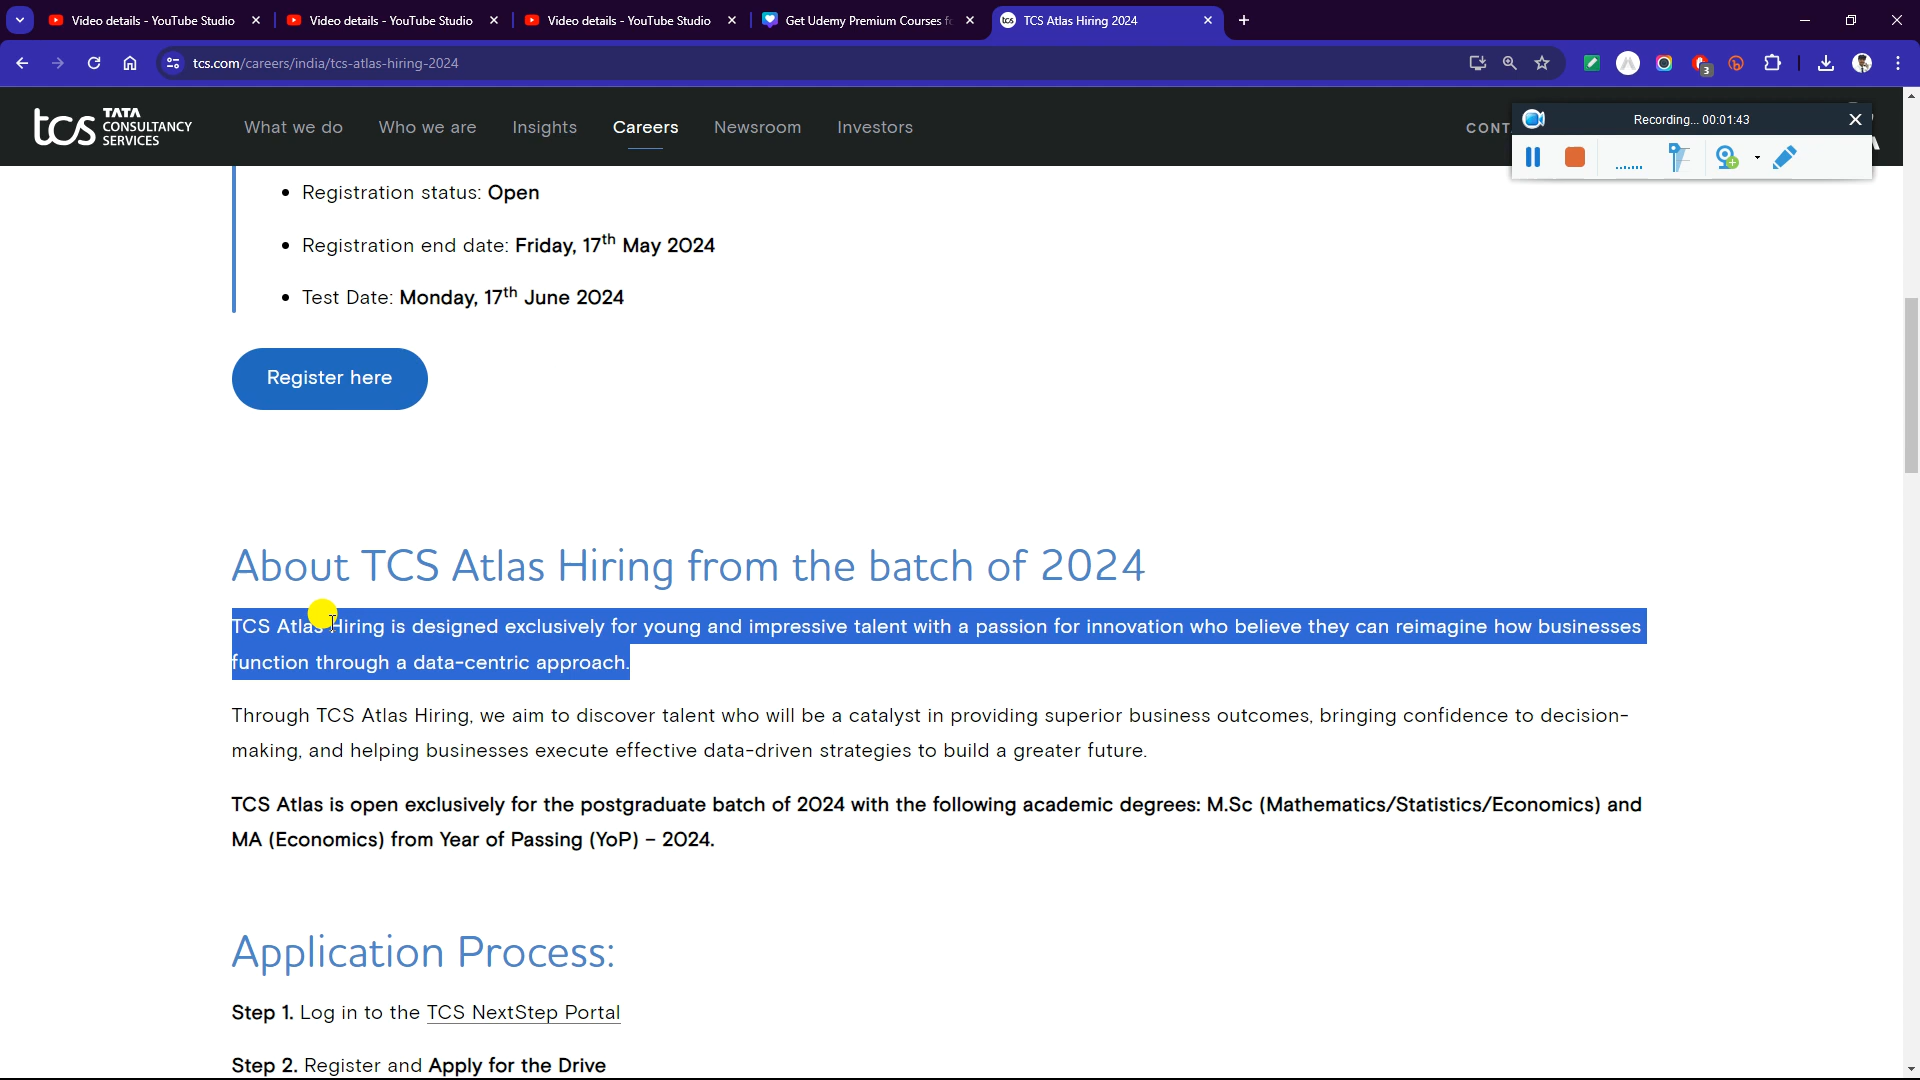 Video details - YouTube Studio
Video details - YouTube Studio
Video details - YouTube Studio
Get Udemy Premium Courses f
TCS Atlas Hiring 2024
tcs.com/careers/india/tcs-atlas-hiring-2024
3
tcs TATA CONSULTANCY SERVICES
What we do
Who we are
Insights
Careers
Newsroom
Investors
CONT
Recording... 00:01:43
• Registration status: Open
• Registration end date: Friday, 17th May 2024
• Test Date: Monday, 17th June 2024
Register here
About TCS Atlas Hiring from the batch of 2024
TCS Atlas Hiring is designed exclusively for young and impressive talent with a passion for innovation who believe they can reimagine how businesses
function through a data-centric approach.
Through TCS Atlas Hiring, we aim to discover talent who will be a catalyst in providing superior business outcomes, bringing confidence to decision-
making, and helping businesses execute effective data-driven strategies to build a greater future.
TCS Atlas is open exclusively for the postgraduate batch of 2024 with the following academic degrees: M.Sc (Mathematics/Statistics/Economics) and
MA (Economics) from Year of Passing (YoP) – 2024.
Application Process:
Step 1. Log in to the TCS NextStep Portal
Step 2. Register and Apply for the Drive